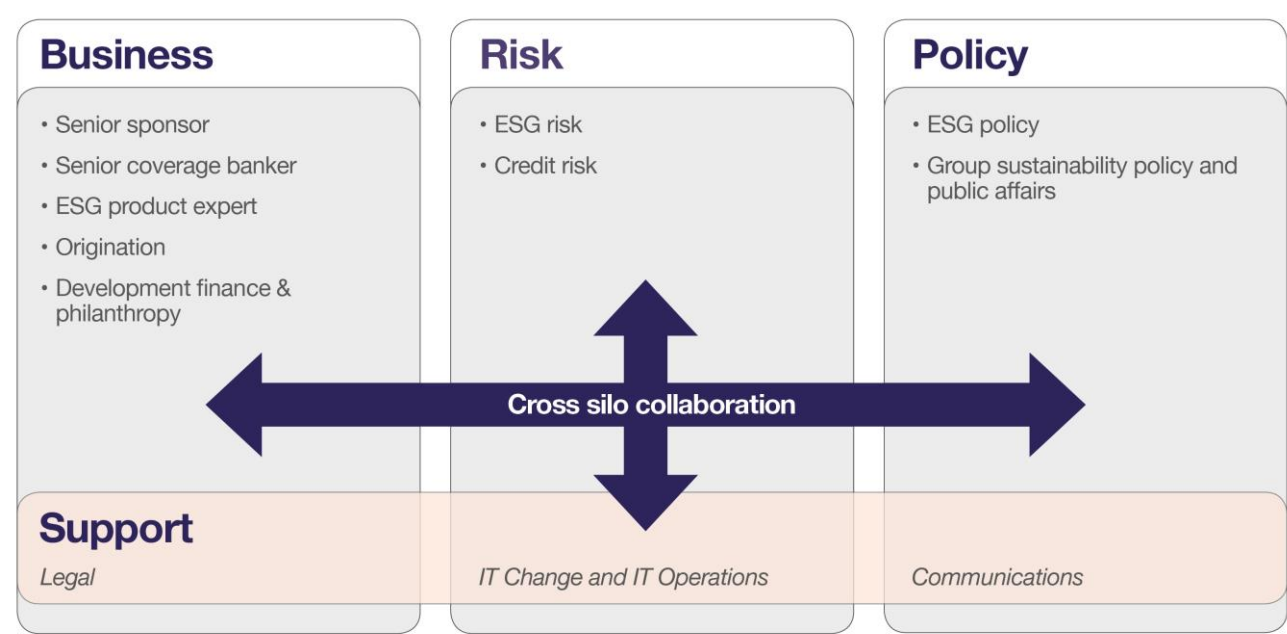 Business
• Senior sponsor
• Senior coverage banker
• ESG product expert
• Origination
• Development finance &
philanthropy
Risk
• ESG risk
• Credit risk
Policy
• ESG policy
• Group sustainability policy and
public affairs
Cross silo collaboration
Support
Legal
IT Change and IT Operations
Communications